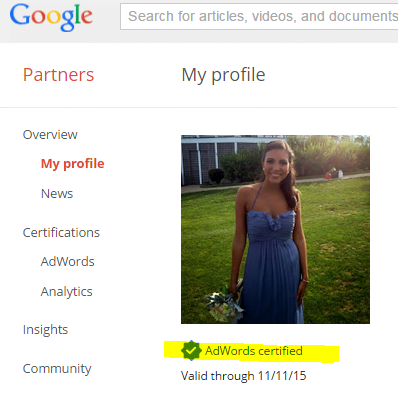 Google
Search for articles, videos, and documents
Partners
My profile
Overview
My profile
News
Certifications
AdWords
Analytics
Insights
Community
AdWords certified
Valid through 11/11/15